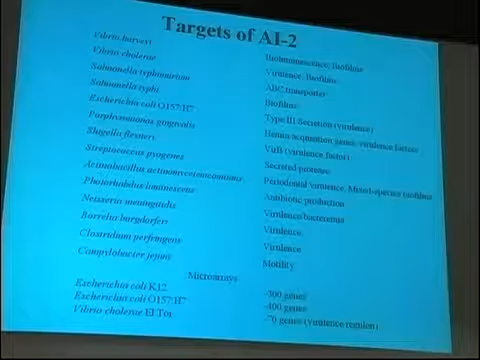 Targets of AI-2
Vibrio harveyi Bioluminescence, Biofilms
Vibrio cholerae Virulence, Biofilms
Salmonella typhimurium ABC transporter
Salmonella typhi Biofilms
Escherichia coli O157:H7 Type III Secretion (virulence)
Porphyromonas gingivalis Hemin acquisition genes, virulence factors
Shigella flexneri VirB (virulence factor)
Streptococcus pyogenes Secreted protease
Actinobacillus actinomycetemcomitans Periodontal virulence, Mixed-species biofilms
Photorhabdus luminescens Antibiotic production
Neisseria meningitidis Virulence/bacteremia
Borrelia burgdorferi Virulence
Clostridium perfringens Virulence
Campylobacter jejuni Motility
Microarrays
Escherichia coli K12 ~300 genes
Escherichia coli O157:H7 ~400 genes
Vibrio cholerae El Tor ~70 genes (virulence regulon)